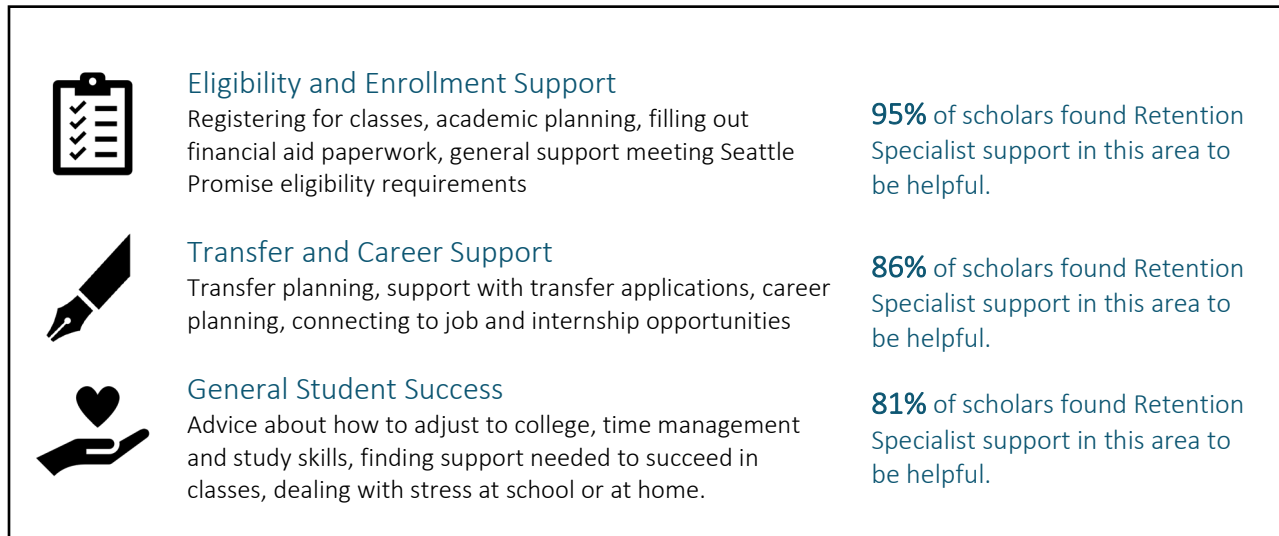 Eligibility and Enrollment Support
Registering for classes, academic planning, filling out
financial aid paperwork, general support meeting Seattle
Promise eligibility requirements
95% of scholars found Retention
Specialist support in this area to
be helpful.
Transfer and Career Support
Transfer planning, support with transfer applications, career
planning, connecting to job and internship opportunities
86% of scholars found Retention
Specialist support in this area to
be helpful.
General Student Success
Advice about how to adjust to college, time management
and study skills, finding support needed to succeed in
classes, dealing with stress at school or at home.
81% of scholars found Retention
Specialist support in this area to
be helpful.